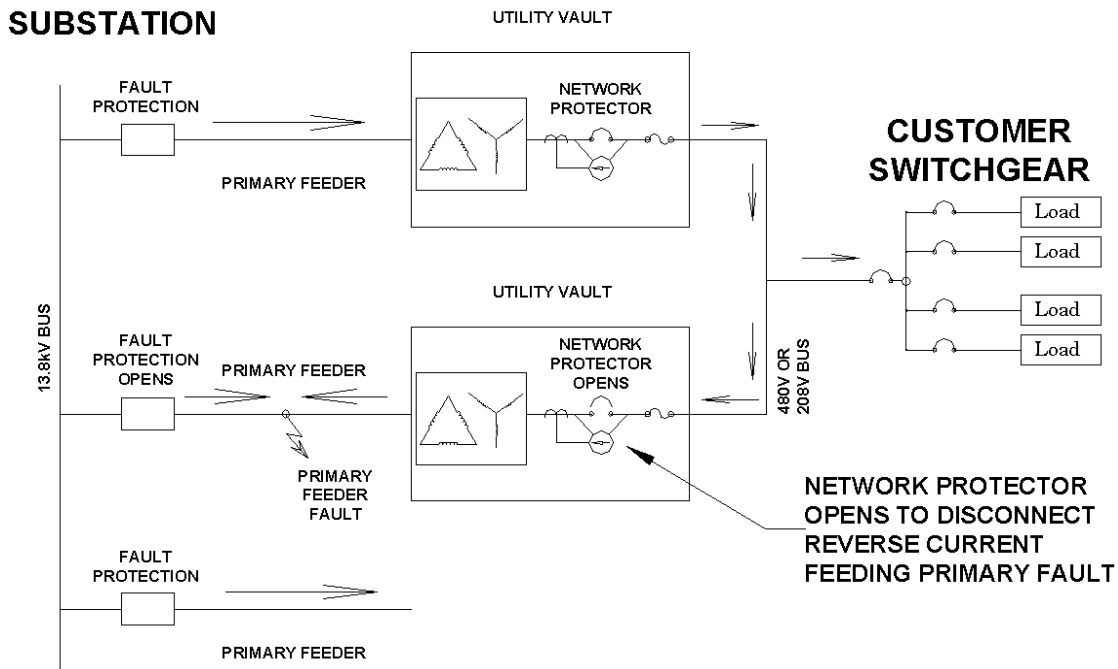 SUBSTATION
UTILITY VAULT
FAULT
PROTECTION
NETWORK
PROTECTOR
CUSTOMER
SWITCHGEAR
PRIMARY FEEDER
Load
Load
Load
Load
UTILITY VAULT
13.8kV BUS
FAULT
PROTECTION
OPENS
PRIMARY FEEDER
NETWORK
PROTECTOR
OPENS
480V OR
208V BUS
PRIMARY
FEEDER
FAULT
NETWORK PROTECTOR
OPENS TO DISCONNECT
REVERSE CURRENT
FEEDING PRIMARY FAULT
FAULT
PROTECTION
PRIMARY FEEDER